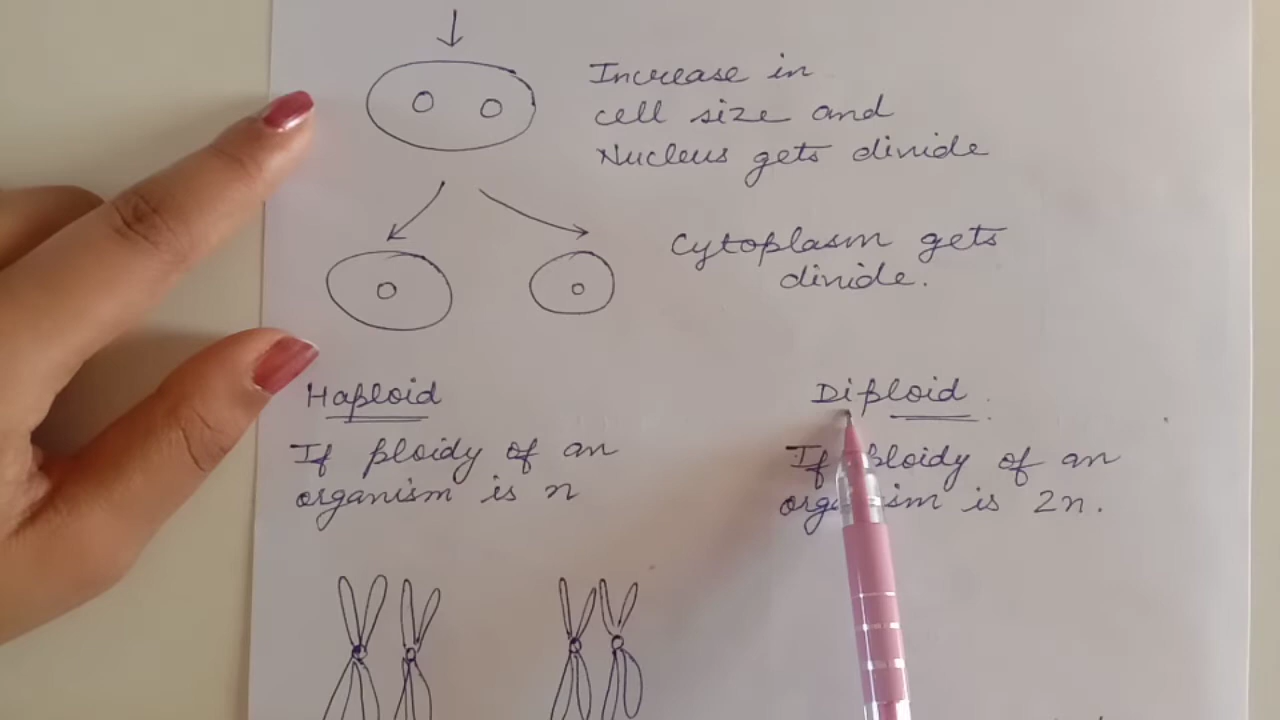 Increase in
cell size and
Nucleus gets divide
Cytoplasm gets
divide.
Haploid
If ploidy of an
organism is n
Diploid
If ploidy of an
organism is 2n.